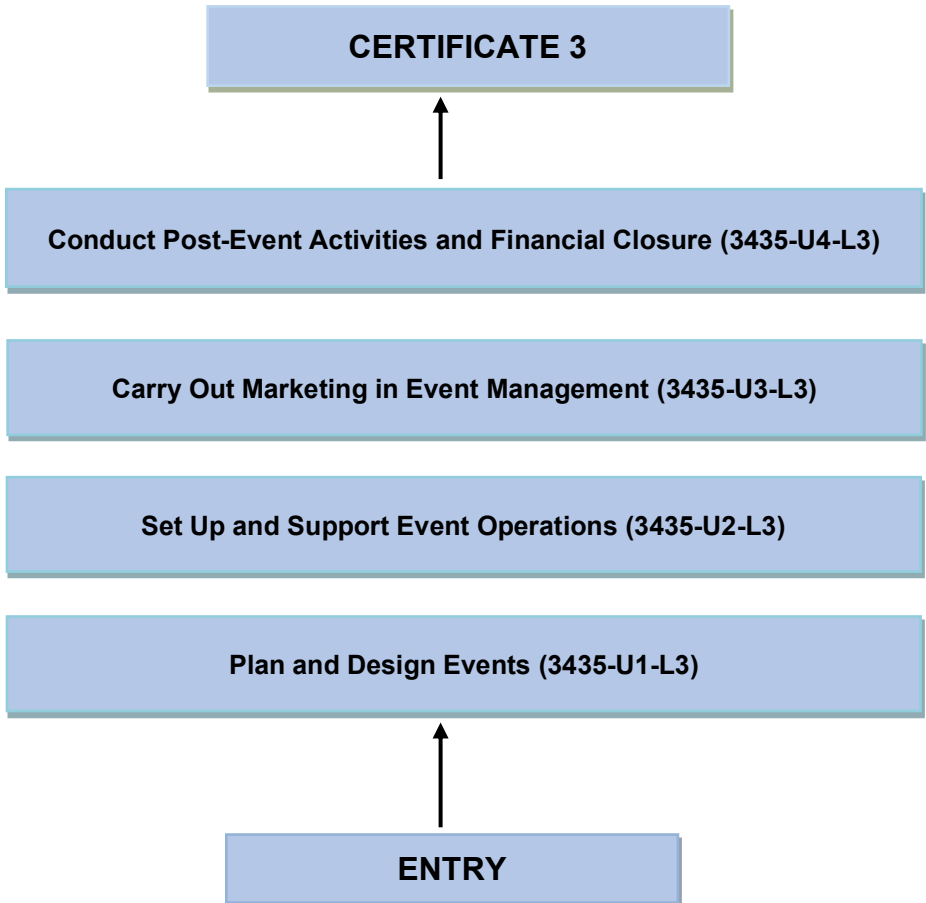 CERTIFICATE 3
Conduct Post-Event Activities and Financial Closure (3435-U4-L3)
Carry Out Marketing in Event Management (3435-U3-L3)
Set Up and Support Event Operations (3435-U2-L3)
Plan and Design Events (3435-U1-L3)
ENTRY